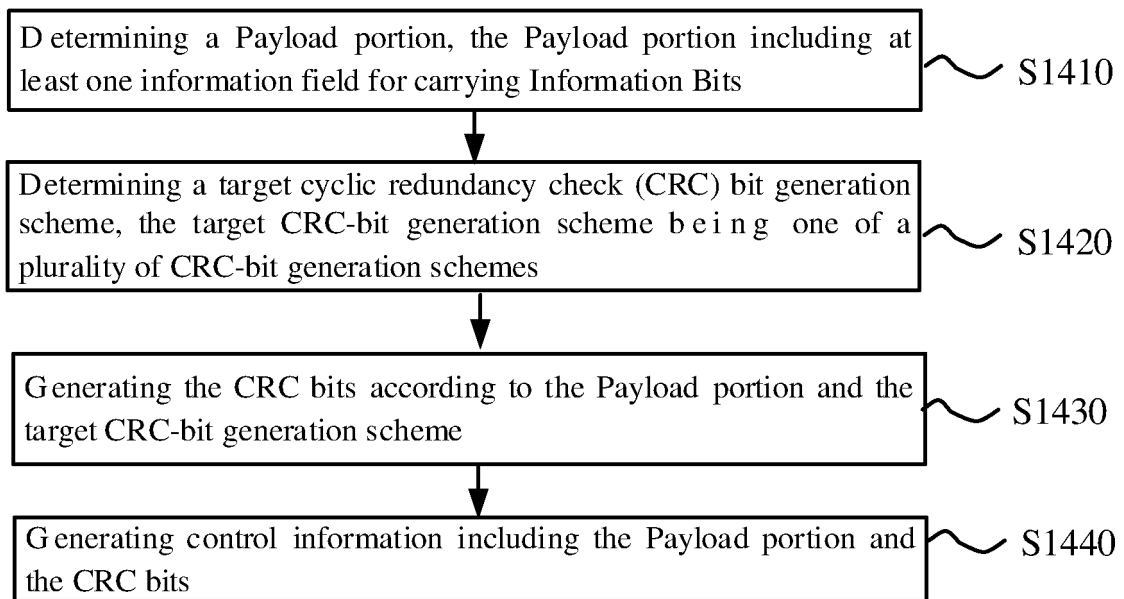 Determining a Payload portion, the Payload portion including at
least one information field for carrying Information Bits
S1410
Determining a target cyclic redundancy check (CRC) bit generation
scheme, the target CRC-bit generation scheme being one of a
plurality of CRC-bit generation schemes
S1420
Generating the CRC bits according to the Payload portion and the
target CRC-bit generation scheme
S1430
Generating control information including the Payload portion and
the CRC bits
S1440